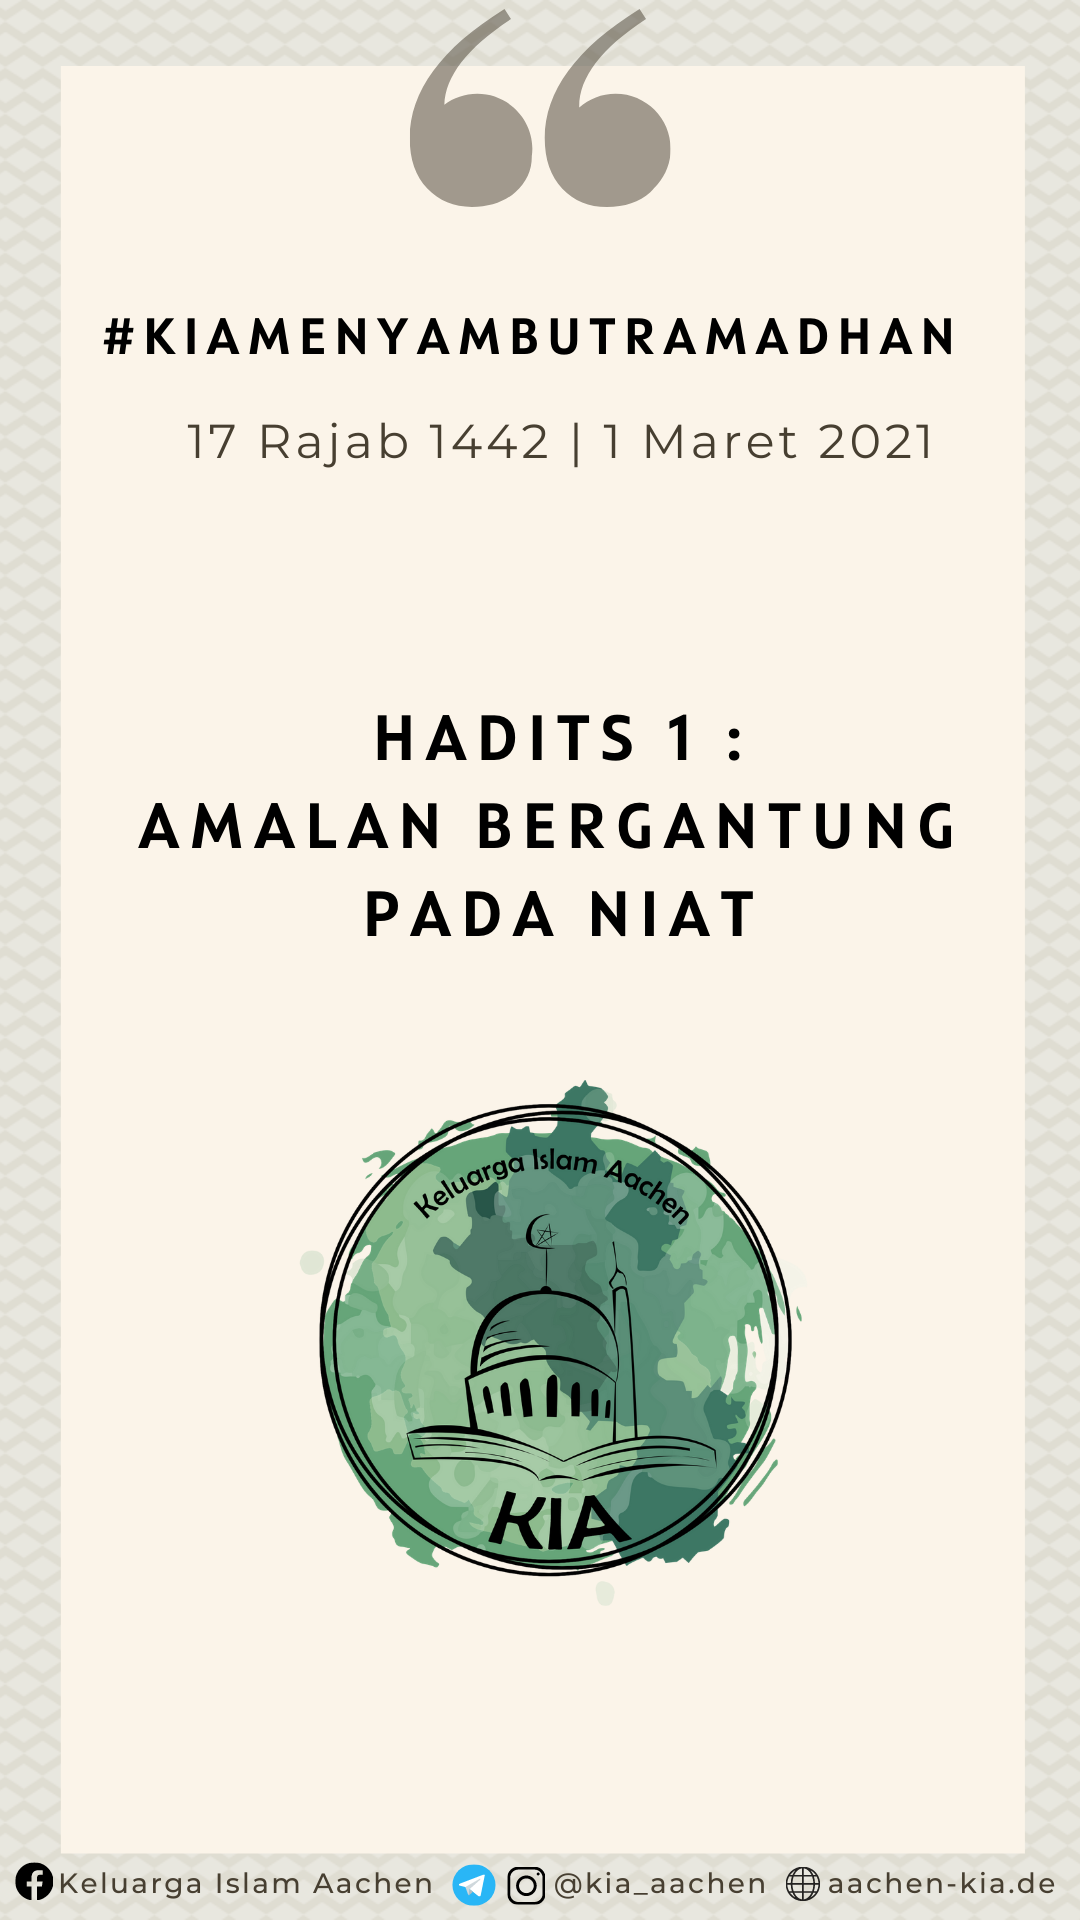 #KIAMENYAMBUTRAMADHAN
17 Rajab 1442 | 1 Maret 2021
HADITS 1 :
AMALAN BERGANTUNG
PADA NIAT
Keluarga Islam Aachen
KIA
Keluarga Islam Aachen @kia_aachen aachen-kia.de